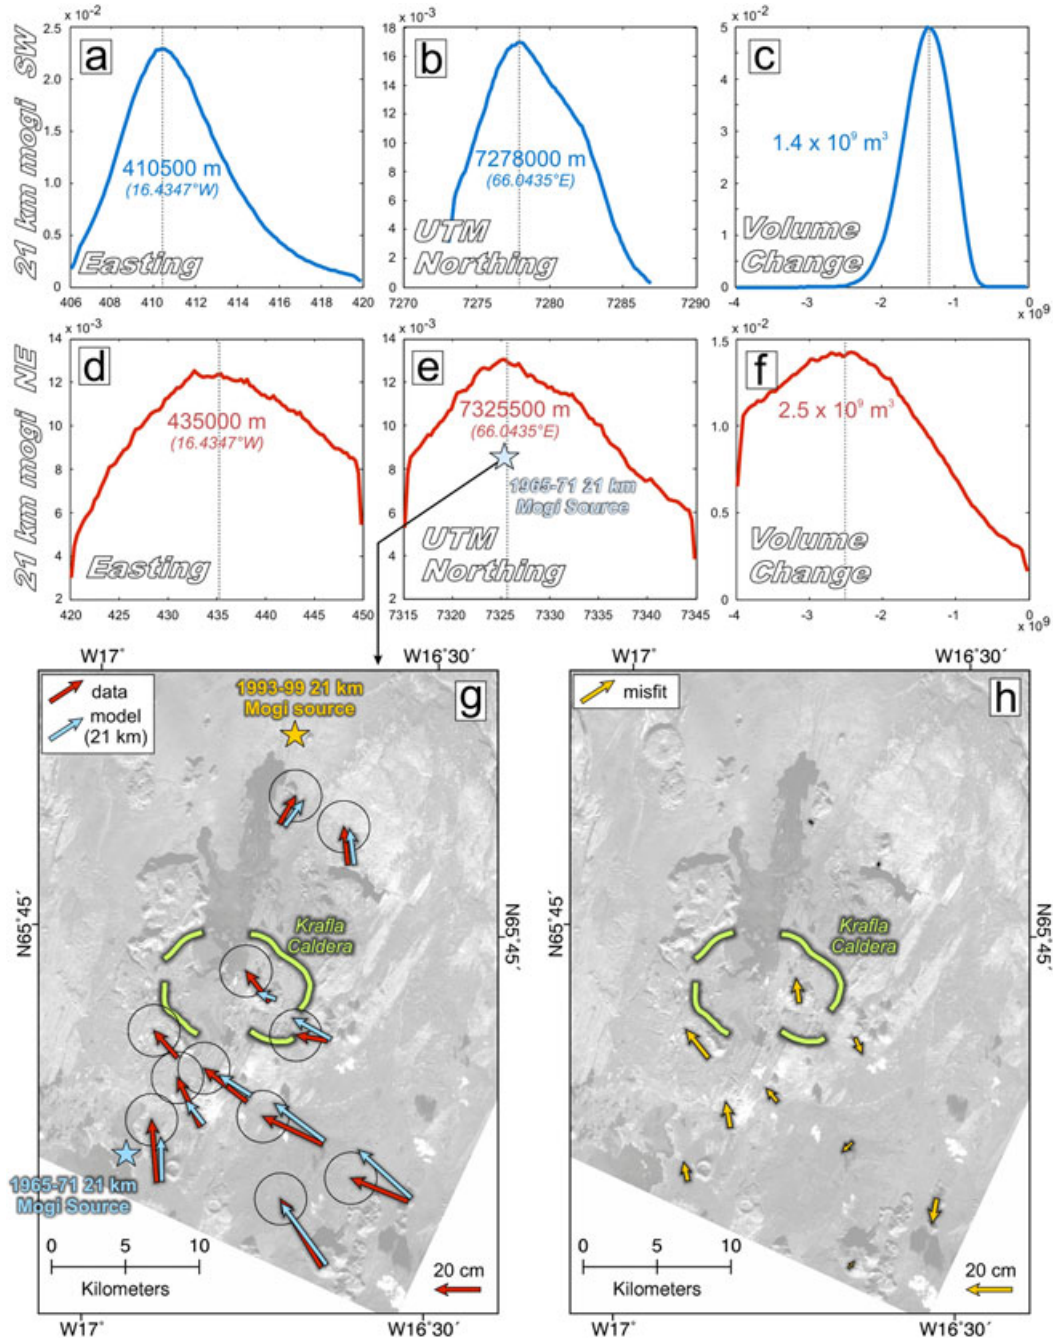 21 km mogi SW
x 10⁻²
a
2.5
2.0
1.5
1.0
0.5
0
410500 m
(16.4347°W)
Easting
406 408 410 412 414 416 418 420
x 10⁻³
b
18
16
14
12
10
8
6
4
2
0
7278000 m
(66.0435°E)
UTM
Northing
7270 7275 7280 7285 7290
x 10⁻²
c
5
4
3
2
1
0
1.4 x 10⁹ m³
Volume
Change
-4 -3 -2 -1 0
x 10⁹
21 km mogi NE
x 10⁻³
d
14
12
10
8
6
4
2
435000 m
(16.4347°W)
Easting
420 425 430 435 440 445 450
x 10⁻³
e
14
12
10
8
6
4
2
7325500 m
(66.0435°E)
1965-71 21 km
Mogi Source
UTM
Northing
7315 7320 7325 7330 7335 7340 7345
x 10⁻²
f
1.5
1.0
0.5
0
2.5 x 10⁹ m³
Volume
Change
-4 -3 -2 -1 0
x 10⁹
W17° W16˚30´
data
model
(21 km)
1993-99 21 km
Mogi source
g
N65˚45´
N65˚45´
Krafla
Caldera
1965-71 21 km
Mogi Source
0 5 10
Kilometers
20 cm
W17˚ W16˚30´
W17° W16˚30´
misfit
h
N65˚45´
N65˚45´
Krafla
Caldera
0 5 10
Kilometers
20 cm
W17˚ W16˚30´